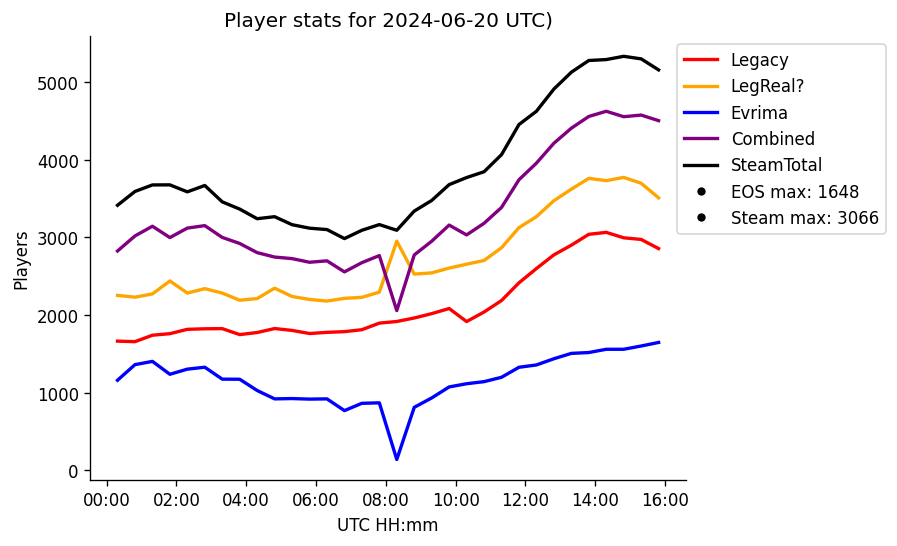 Player stats for 2024-06-20 UTC)
Legacy
LegReal?
Evrima
Combined
SteamTotal
EOS max: 1648
Steam max: 3066
Players
5000
4000
3000
2000
1000
0
00:00 02:00 04:00 06:00 08:00 10:00 12:00 14:00 16:00
UTC HH:mm